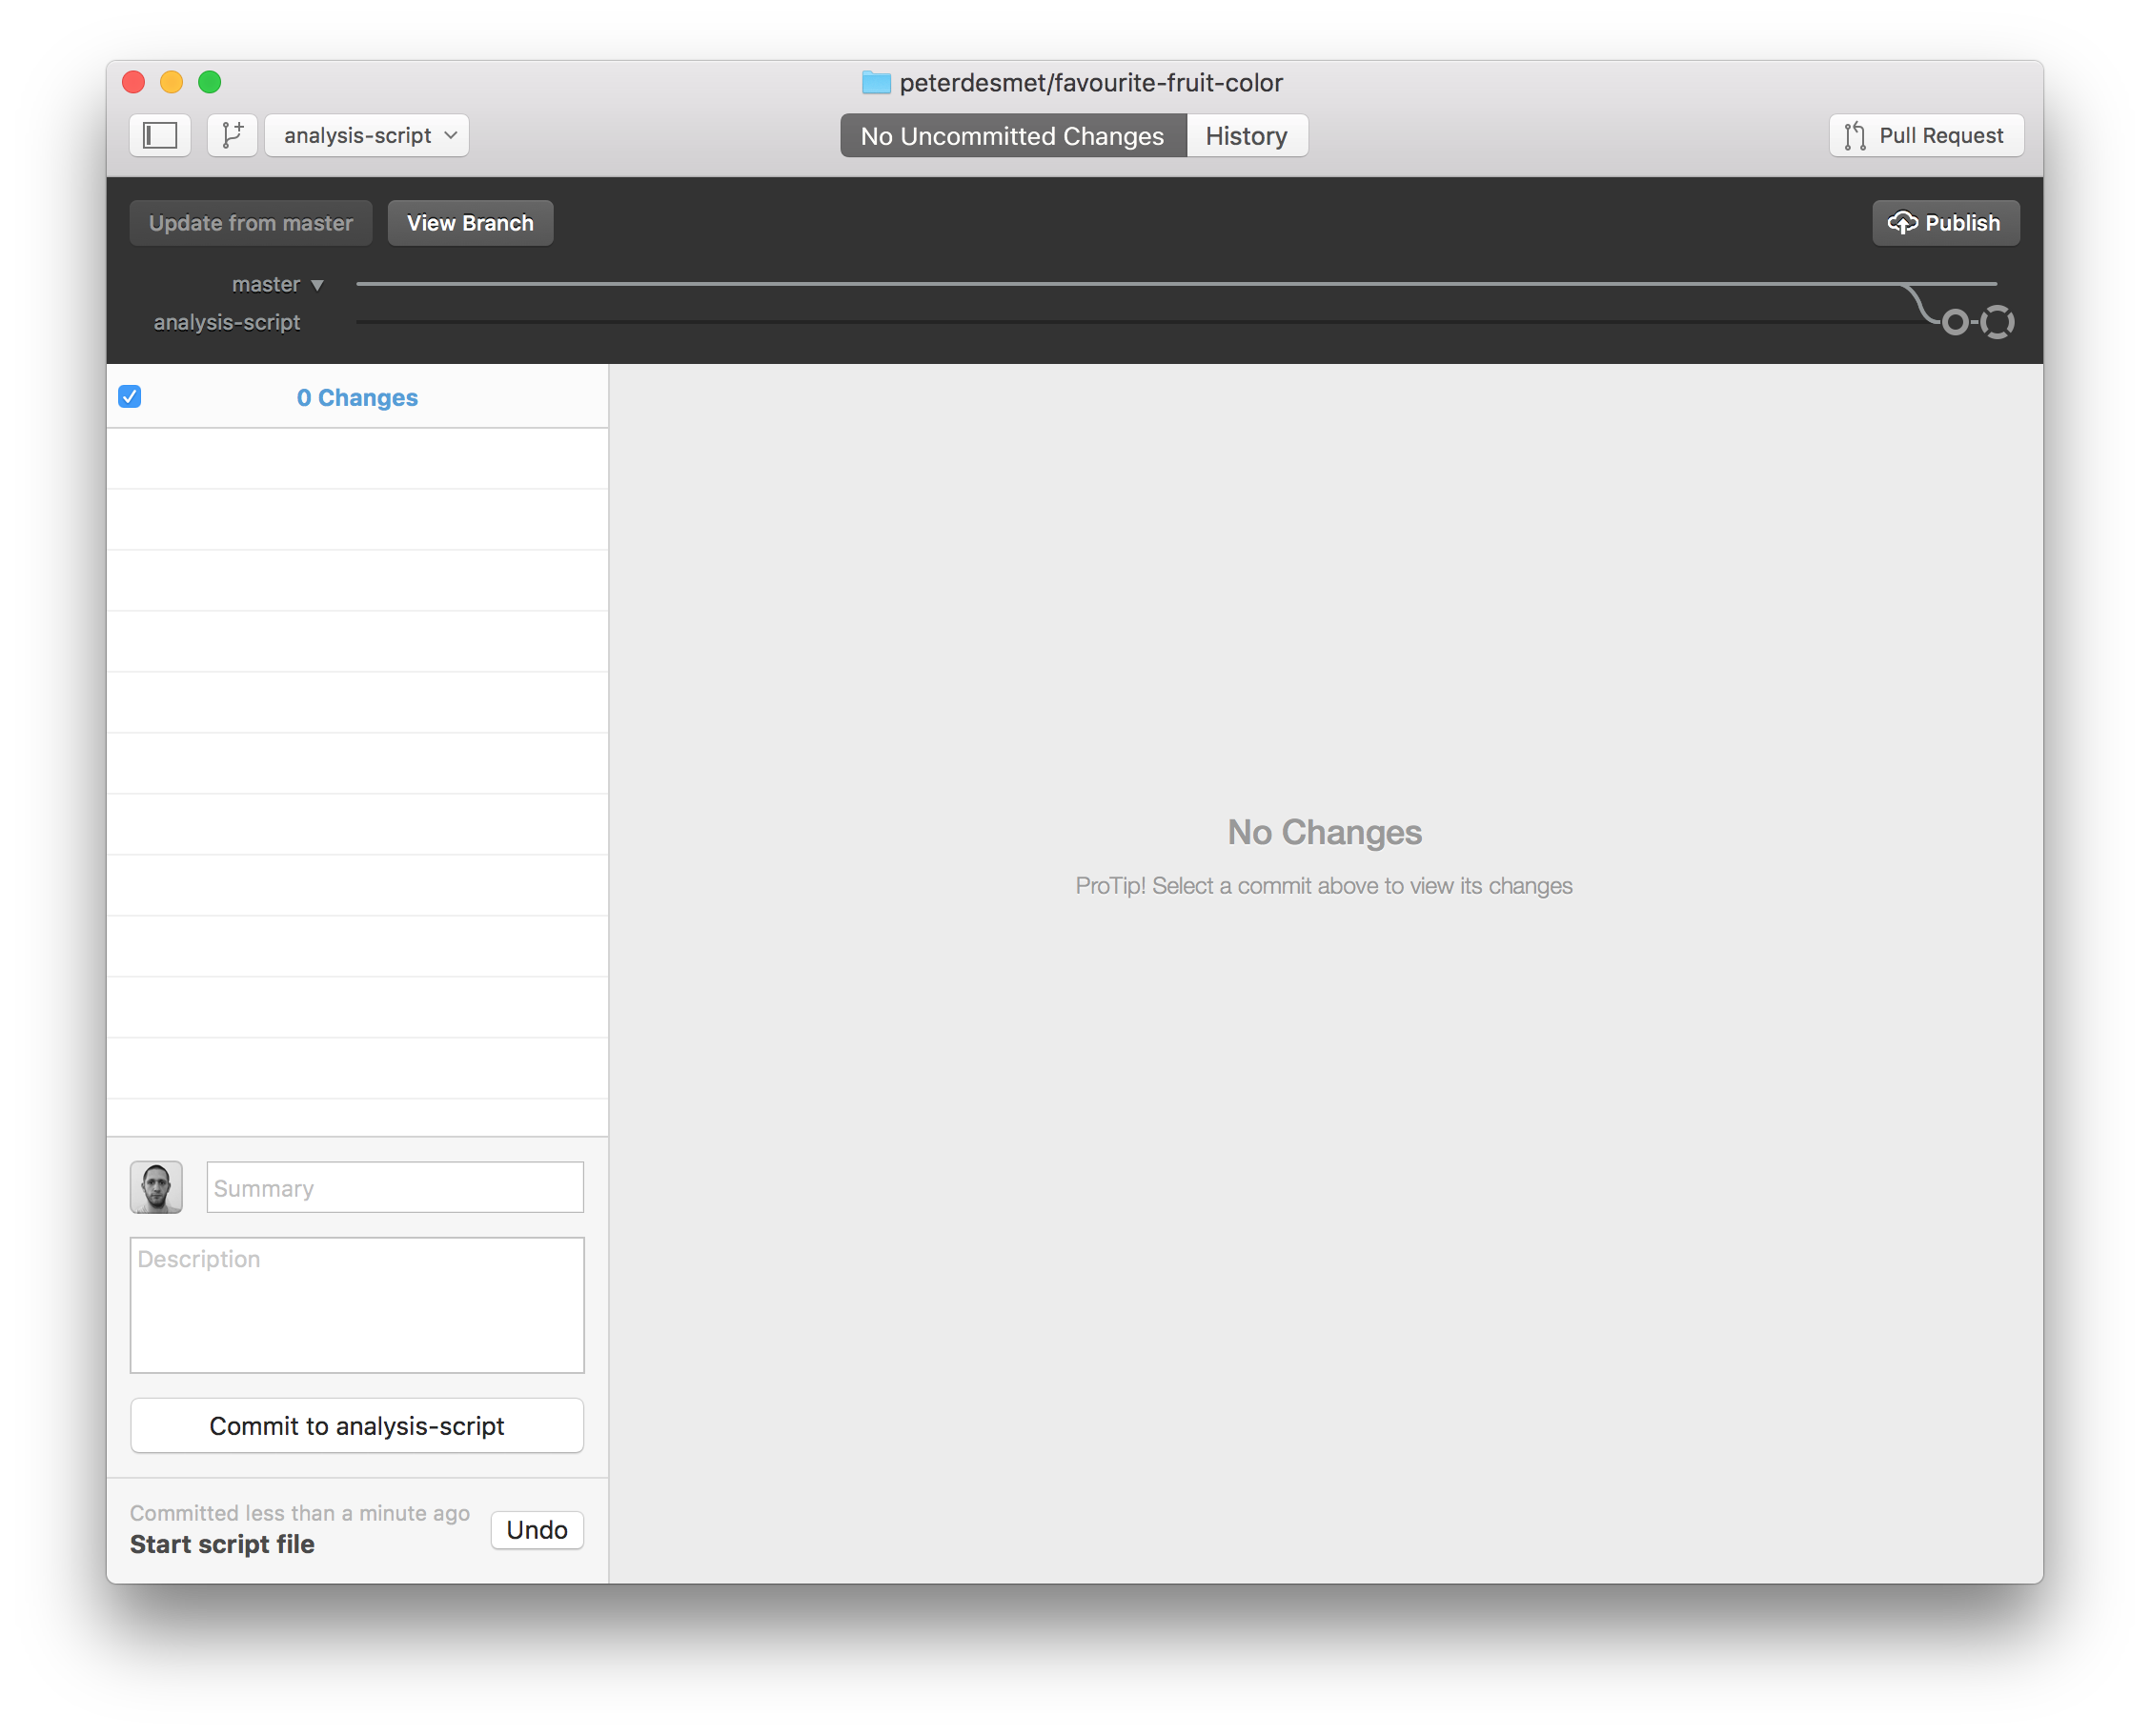 peterdesmet/favourite-fruit-color
analysis-script
No Uncommitted Changes
History
Pull Request
Update from master
View Branch
Publish
master
analysis-script
0 Changes
No Changes
ProTip! Select a commit above to view its changes
Summary
Description
Commit to analysis-script
Committed less than a minute ago
Start script file
Undo